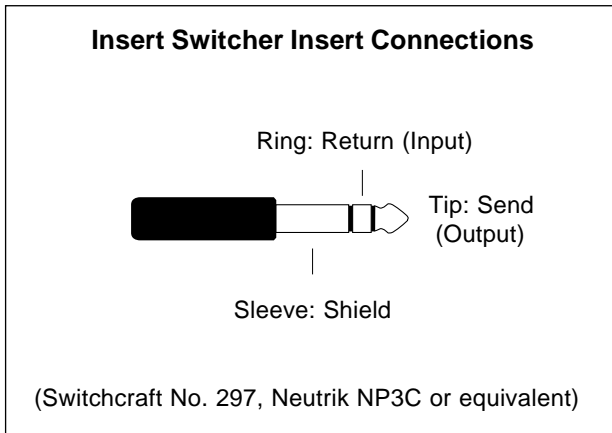 Insert Switcher Insert Connections
Ring: Return (Input)
Tip: Send
(Output)
Sleeve: Shield
(Switchcraft No. 297, Neutrik NP3C or equivalent)